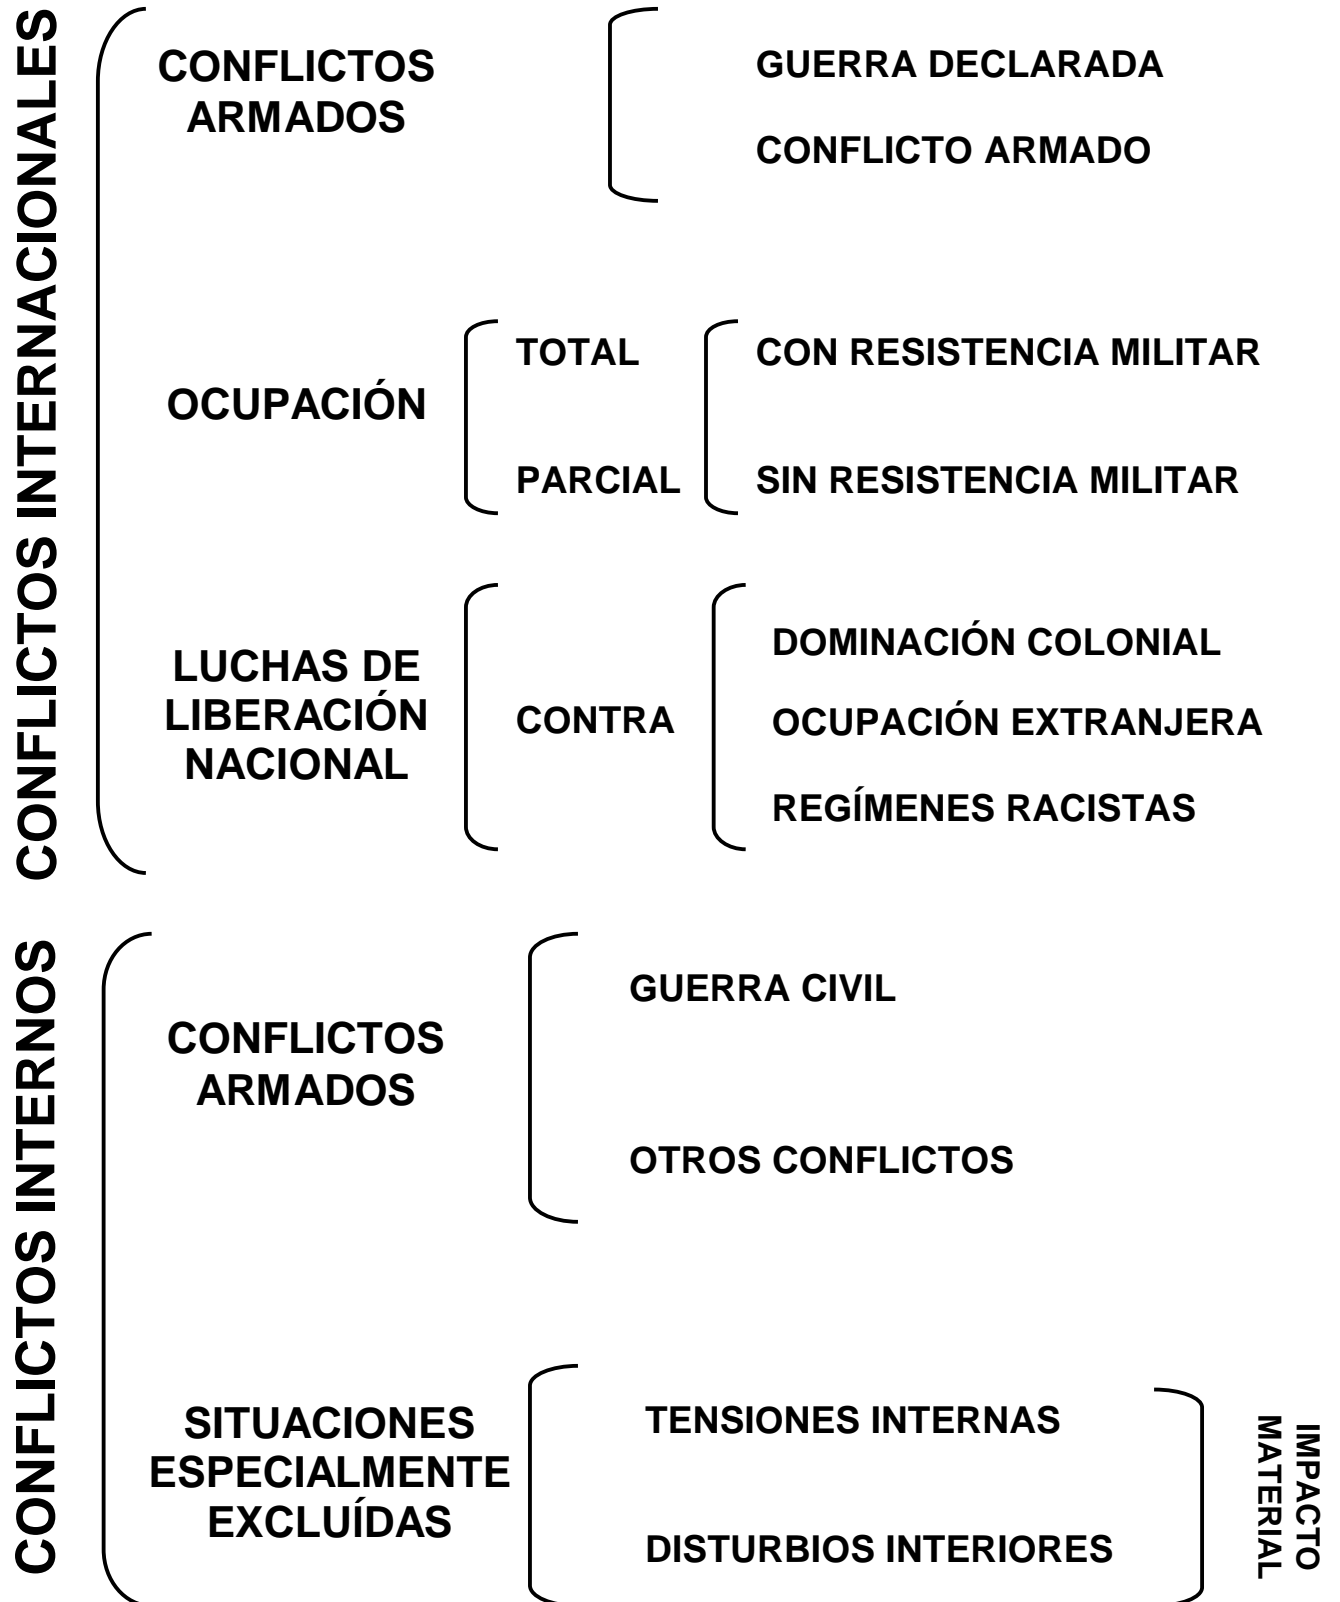 CONFLICTOS INTERNACIONALES
CONFLICTOS
ARMADOS
GUERRA DECLARADA
CONFLICTO ARMADO
OCUPACIÓN
TOTAL
PARCIAL
CON RESISTENCIA MILITAR
SIN RESISTENCIA MILITAR
LUCHAS DE
LIBERACIÓN
NACIONAL
CONTRA
DOMINACIÓN COLONIAL
OCUPACIÓN EXTRANJERA
REGÍMENES RACISTAS
CONFLICTOS INTERNOS
CONFLICTOS
ARMADOS
GUERRA CIVIL
OTROS CONFLICTOS
SITUACIONES
ESPECIALMENTE
EXCLUÍDAS
TENSIONES INTERNAS
DISTURBIOS INTERIORES
IMPACTO
MATERIAL